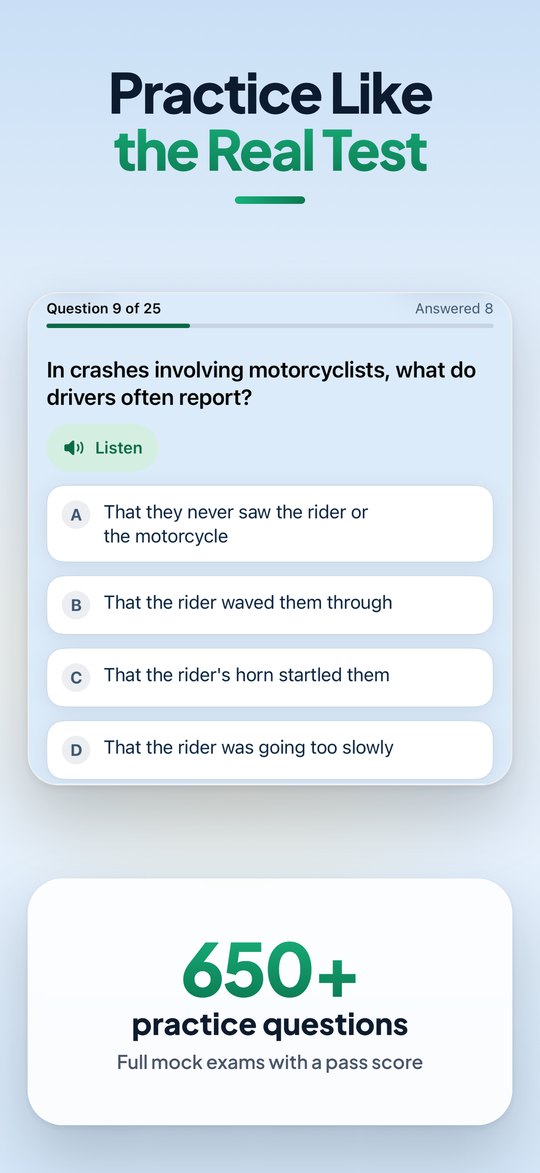 Practice Like
the Real Test
Question 9 of 25
Answered 8
In crashes involving motorcyclists, what do
drivers often report?
Listen
A
That they never saw the rider or
the motorcycle
B
That the rider waved them through
C
That the rider's horn startled them
D
That the rider was going too slowly
650+
practice questions
Full mock exams with a pass score